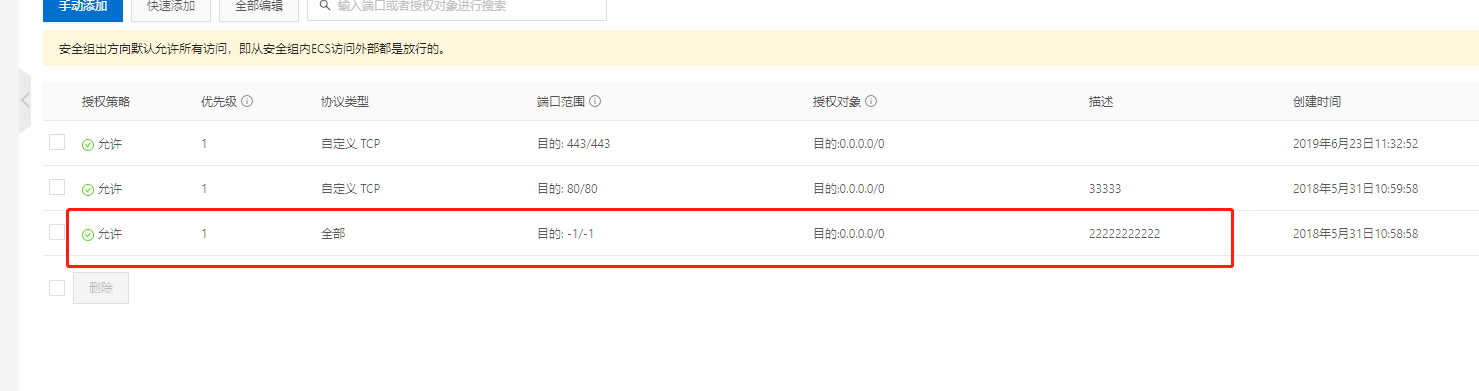 手动添加 快速添加 全部编辑 输入端口或者授权对象进行搜索
安全组出方向默认允许所有访问，即从安全组内ECS访问外部都是放行的。
授权策略 优先级 协议类型 端口范围 授权对象 描述 创建时间
允许 1 自定义 TCP 目的: 443/443 目的:0.0.0.0/0 2019年6月23日11:32:52
允许 1 自定义 TCP 目的: 80/80 目的:0.0.0.0/0 33333 2018年5月31日10:59:58
允许 1 全部 目的: -1/-1 目的:0.0.0.0/0 22222222222 2018年5月31日10:58:58
删除